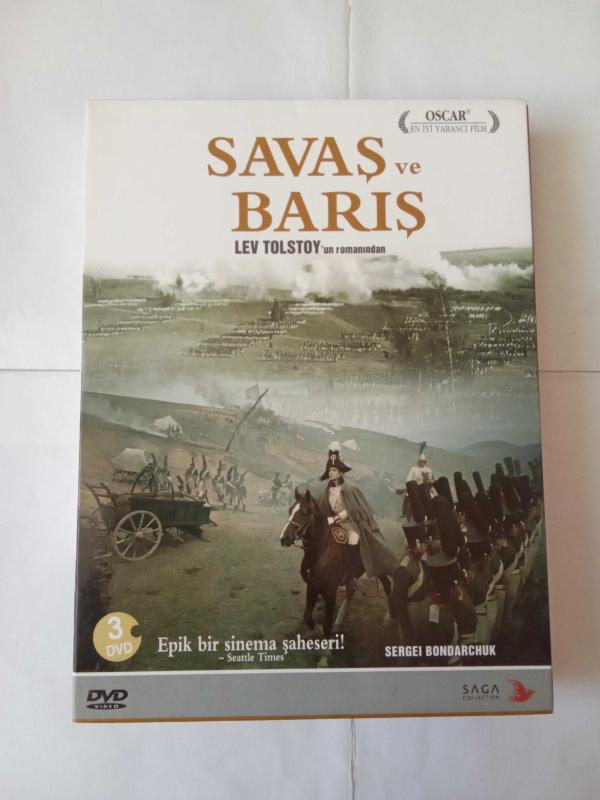 OSCAR®
EN İYİ YABANCI FİLM
SAVAŞ ve
BARIŞ
LEV TOLSTOY'un romanından
3
DVD
Epik bir sinema şaheseri!
– Seattle Times
SERGEI BONDARCHUK
DVD
VIDEO
SAGA
COLLECTION